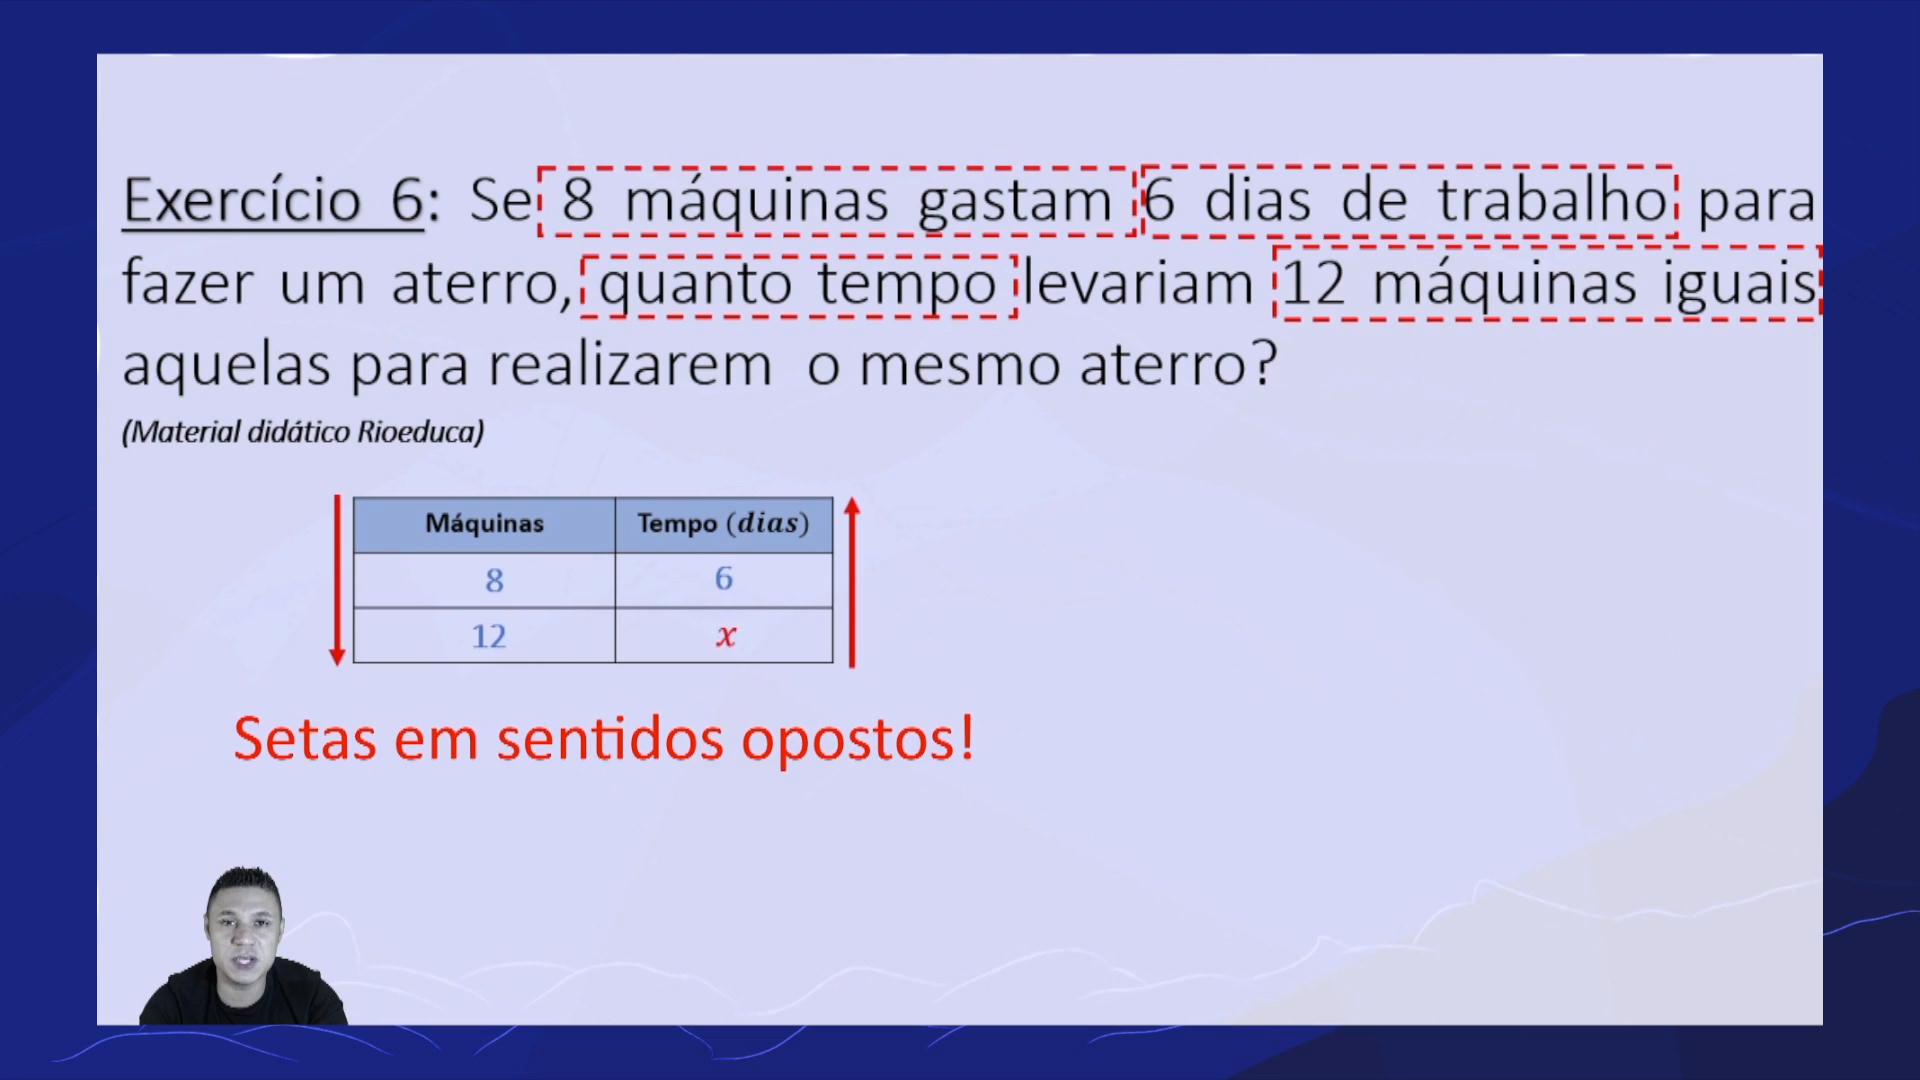 Exercício 6: Se 8 máquinas gastam 6 dias de trabalho para
fazer um aterro, quanto tempo levariam 12 máquinas iguais
aquelas para realizarem o mesmo aterro?
(Material didático Rioeduca)
Máquinas Tempo (dias)
8 6
12 x
Setas em sentidos opostos!